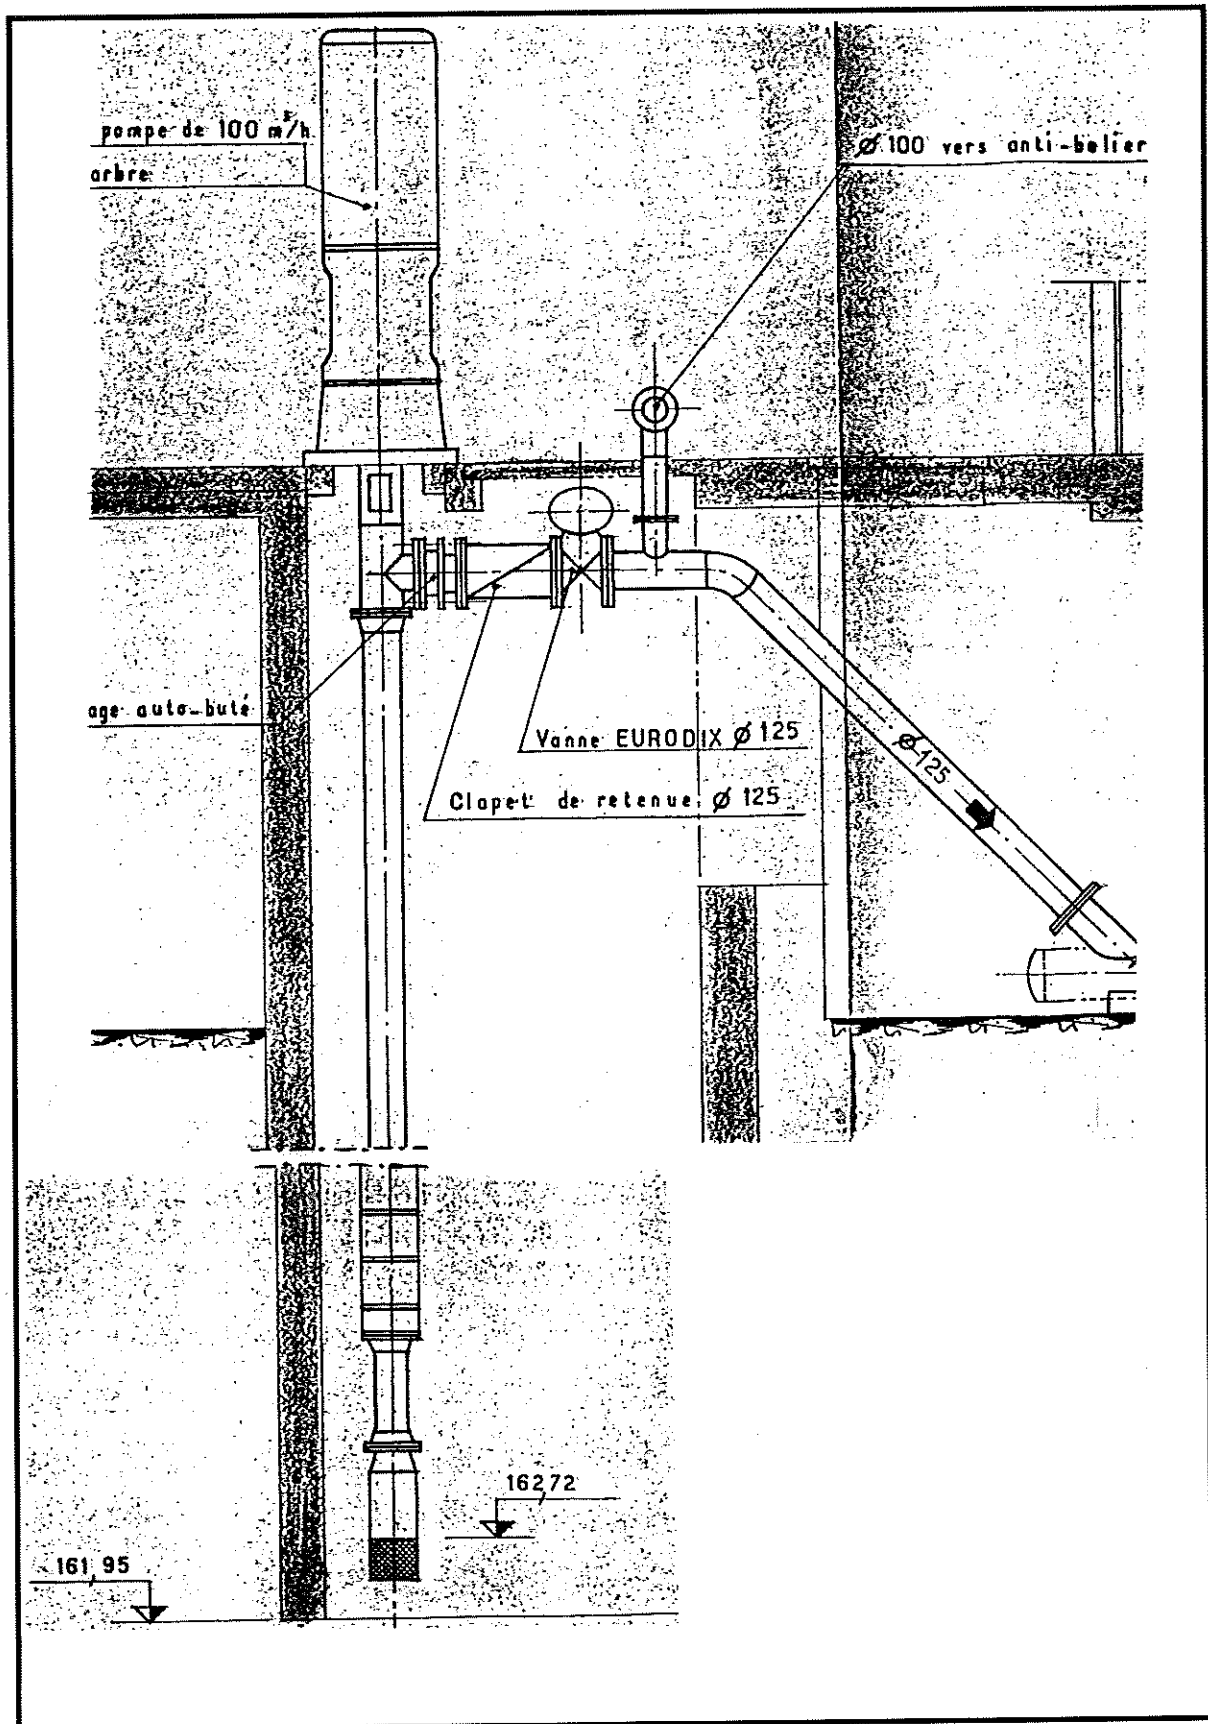 pompe de 100 m³/h
arbre
Ø 100 vers anti-belier
age auto-buté
Vanne EURODIX Ø 125
Clapet de retenue Ø 125
Ø 125
162,72
161,95